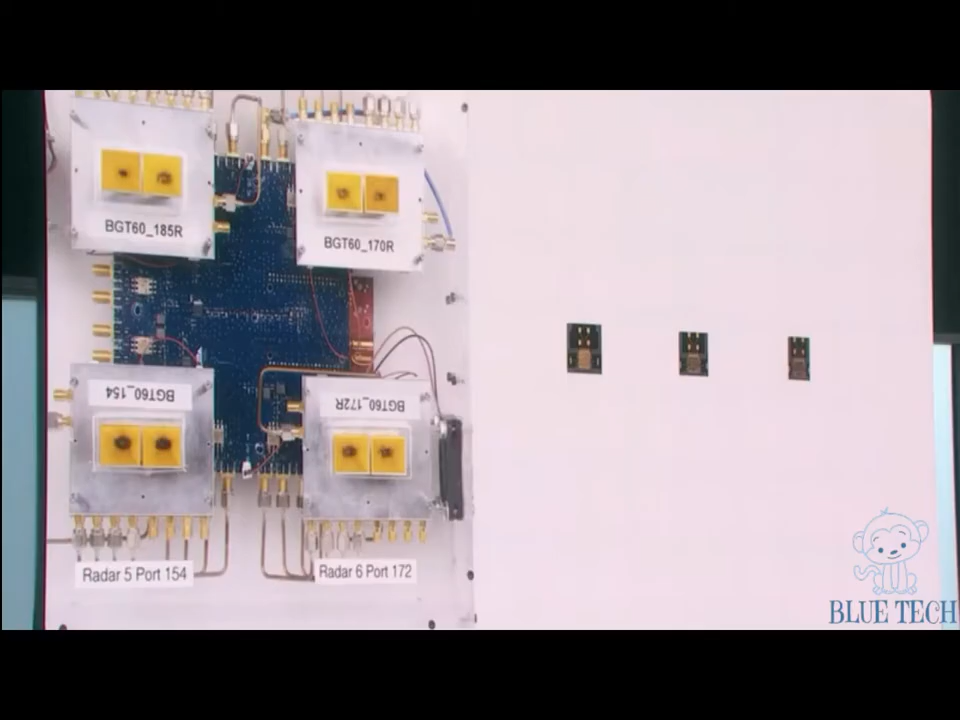 BGT60_185R
BGT60_170R
BGT60_154
BGT60_172R
Radar 5 Port 154
Radar 6 Port 172
BLUE TECH